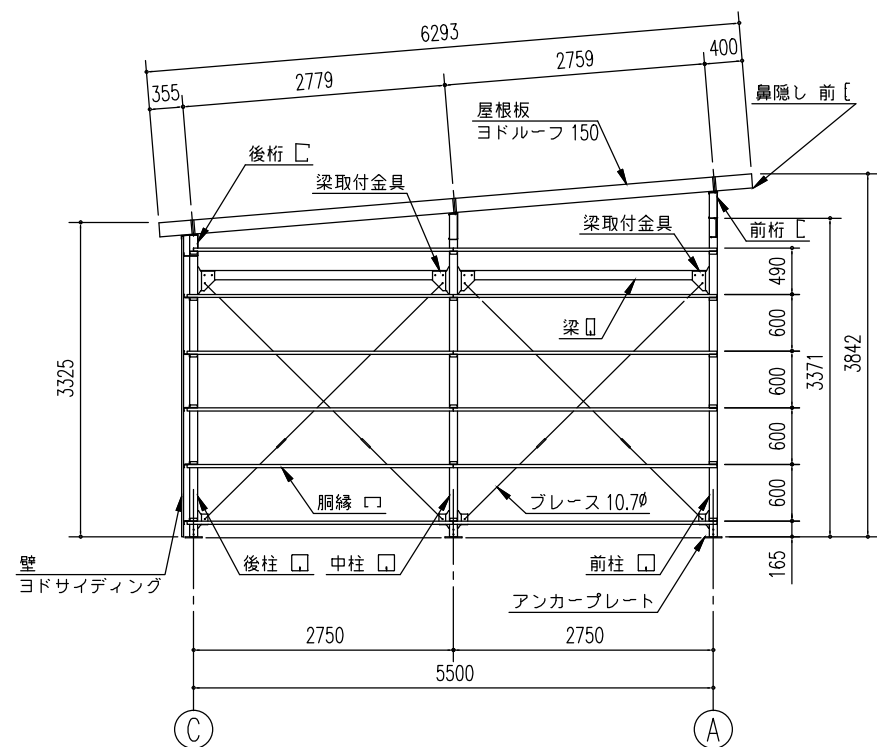 6293
355
2779
2759
400
鼻隠し 前
屋根板
ヨドルーフ 150
後桁
梁取付金具
梁取付金具
前桁
梁
490
600
600
600
600
165
3325
3371
3842
胴縁
ブレース 10.7φ
壁
ヨドサイディング
後柱
中柱
前柱
アンカープレート
2750
2750
5500
C
A